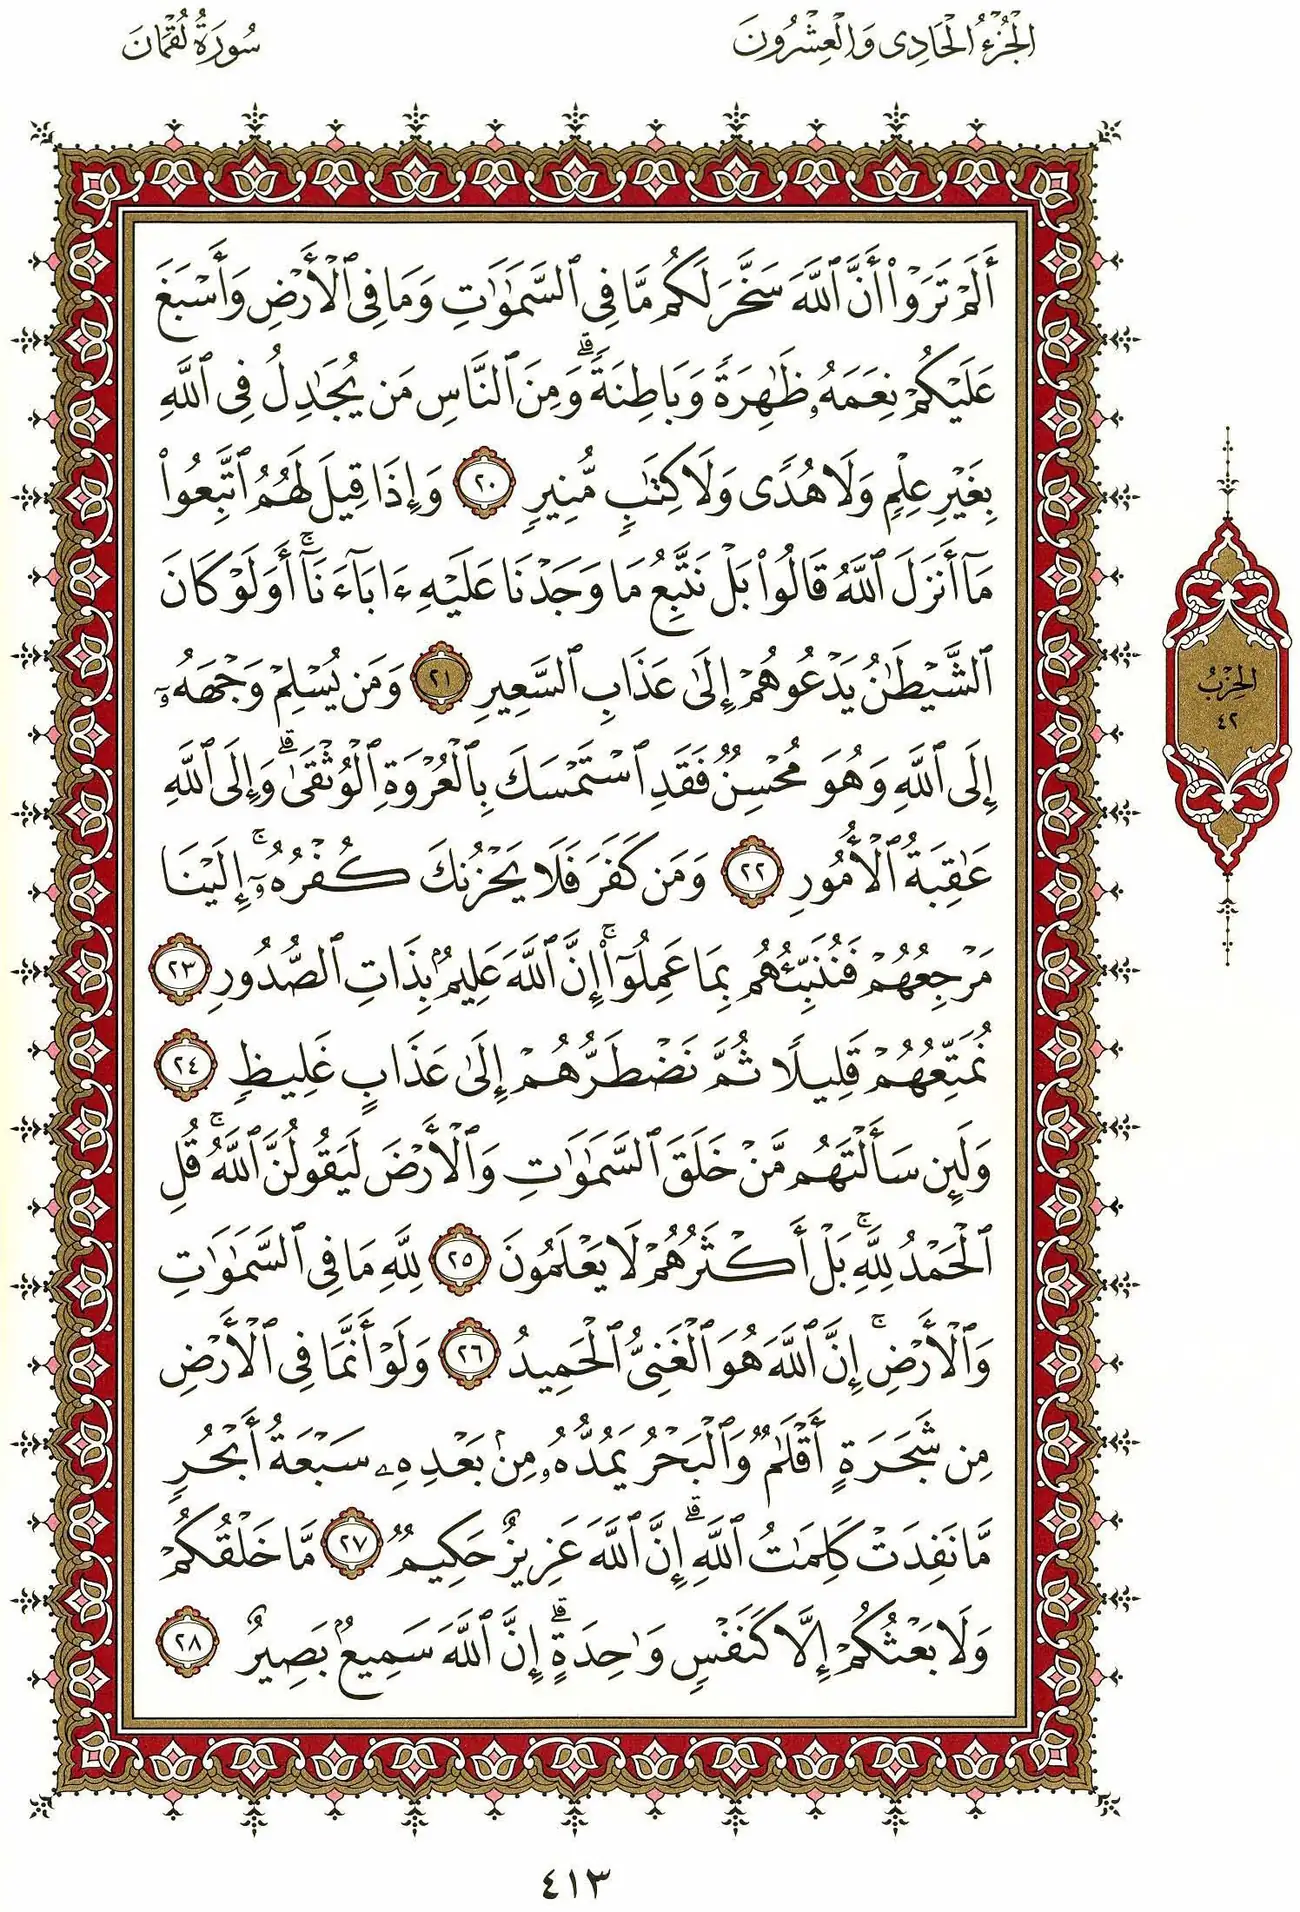 الجزء الحادي والعشرون
سورة لقمان
أَلَمْ تَرَوْا۟ أَنَّ ٱللَّهَ سَخَّرَ لَكُم مَّا فِى ٱلسَّمَٰوَٰتِ وَمَا فِى ٱلْأَرْضِ وَأَسْبَغَ
عَلَيْكُمْ نِعَمَهُۥ ظَٰهِرَةً وَبَاطِنَةً ۗ وَمِنَ ٱلنَّاسِ مَن يُجَٰدِلُ فِى ٱللَّهِ
بِغَيْرِ عِلْمٍ وَلَا هُدًى وَلَا كِتَٰبٍ مُّنِيرٍ ٢٠ وَإِذَا قِيلَ لَهُمُ ٱتَّبِعُوا۟
مَآ أَنزَلَ ٱللَّهُ قَالُوا۟ بَلْ نَتَّبِعُ مَا وَجَدْنَا عَلَيْهِ ءَابَآءَنَآ ۚ أَوَلَوْ كَانَ
ٱلشَّيْطَٰنُ يَدْعُوهُمْ إِلَىٰ عَذَابِ ٱلسَّعِيرِ ٢١ وَمَن يُسْلِمْ وَجْهَهُۥٓ
إِلَى ٱللَّهِ وَهُوَ مُحْسِنٌ فَقَدِ ٱسْتَمْسَكَ بِٱلْعُرْوَةِ ٱلْوُثْقَىٰ ۗ وَإِلَى ٱللَّهِ
عَٰقِبَةُ ٱلْأُمُورِ ٢٢ وَمَن كَفَرَ فَلَا يَحْزُنكَ كُفْرُهُۥٓ ۚ إِلَيْنَا
مَرْجِعُهُمْ فَنُنَبِّئُهُم بِمَا عَمِلُوٓا۟ ۚ إِنَّ ٱللَّهَ عَلِيمٌۢ بِذَاتِ ٱلصُّدُورِ ٢٣
نُمَتِّعُهُمْ قَلِيلًا ثُمَّ نَضْطَرُّهُمْ إِلَىٰ عَذَابٍ غَلِيظٍ ٢٤
وَلَئِن سَأَلْتَهُم مَّنْ خَلَقَ ٱلسَّمَٰوَٰتِ وَٱلْأَرْضَ لَيَقُولُنَّ ٱللَّهُ ۚ قُلِ
ٱلْحَمْدُ لِلَّهِ ۚ بَلْ أَكْثَرُهُمْ لَا يَعْلَمُونَ ٢٥ لِلَّهِ مَا فِى ٱلسَّمَٰوَٰتِ
وَٱلْأَرْضِ ۚ إِنَّ ٱللَّهَ هُوَ ٱلْغَنِىُّ ٱلْحَمِيدُ ٢٦ وَلَوْ أَنَّمَا فِى ٱلْأَرْضِ
مِن شَجَرَةٍ أَقْلَٰمٌ وَٱلْبَحْرُ يَمُدُّهُۥ مِنۢ بَعْدِهِۦ سَبْعَةُ أَبْحُرٍ
مَّا نَفِدَتْ كَلِمَٰتُ ٱللَّهِ ۗ إِنَّ ٱللَّهَ عَزِيزٌ حَكِيمٌ ٢٧ مَّا خَلْقُكُمْ
وَلَا بَعْثُكُمْ إِلَّا كَنَفْسٍ وَٰحِدَةٍ ۗ إِنَّ ٱللَّهَ سَمِيعٌۢ بَصِيرٌ ٢٨
الحزب
٤٢
٤١٣